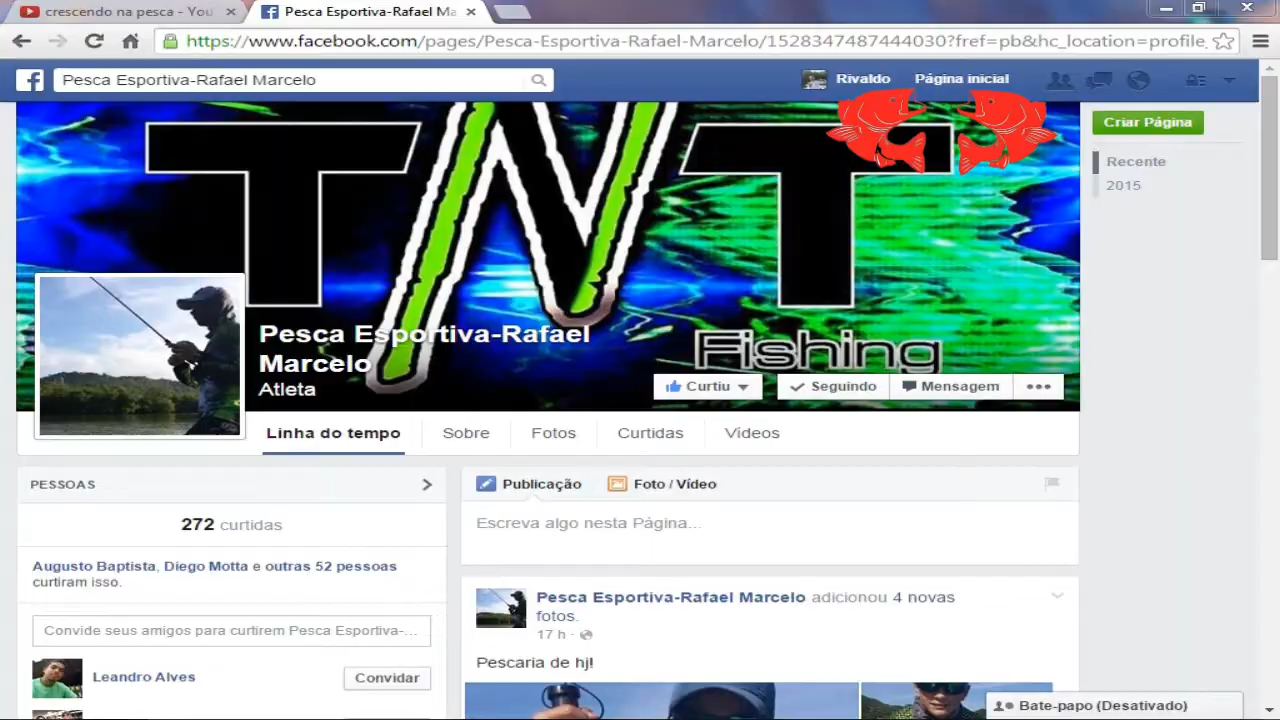 crescendo na pesca - You
Pesca Esportiva-Rafael Ma
https://www.facebook.com/pages/Pesca-Esportiva-Rafael-Marcelo/1528347487444030?fref=pb&hc_location=profile_
Pesca Esportiva-Rafael Marcelo
Rivaldo
Página inicial
TNT
Fishing
Criar Página
Recente
2015
Pesca Esportiva-Rafael
Marcelo
Atleta
Curtiu
Seguindo
Mensagem
Linha do tempo
Sobre
Fotos
Curtidas
Vídeos
PESSOAS
272 curtidas
Augusto Baptista, Diego Motta e outras 52 pessoas
curtiram isso.
Convide seus amigos para curtirem Pesca Esportiva-...
Leandro Alves
Convidar
Publicação
Foto / Vídeo
Escreva algo nesta Página...
Pesca Esportiva-Rafael Marcelo adicionou 4 novas
fotos.
17 h ·
Pescaria de hj!
Bate-papo (Desativado)